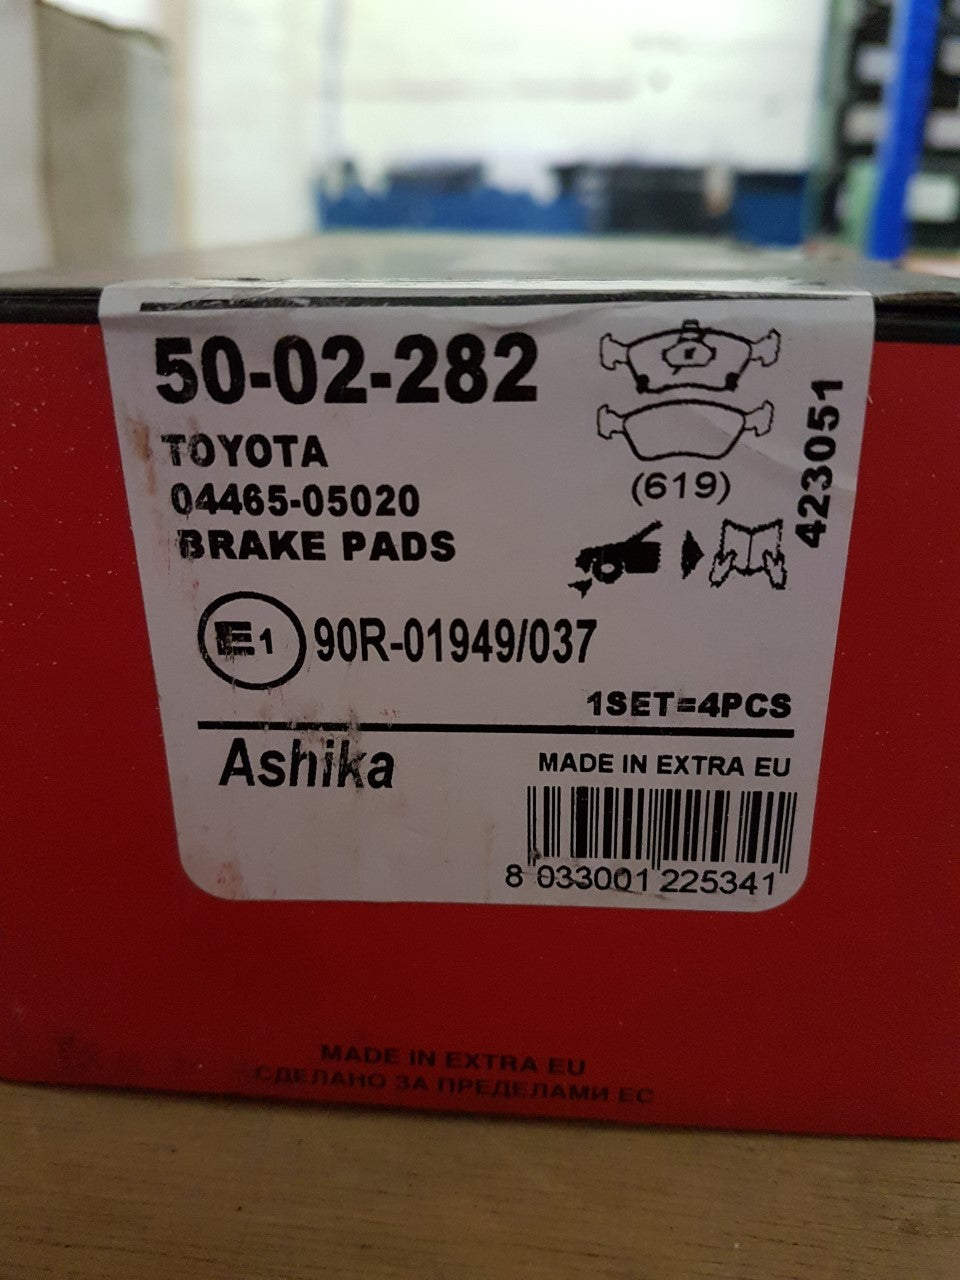 50-02-282
TOYOTA
04465-05020
BRAKE PADS
(619)
423051
E1 90R-01949/037
1SET=4PCS
Ashika
MADE IN EXTRA EU
8 033001 225341
MADE IN EXTRA EU
СДЕЛАНО ЗА ПРЕДЕЛАМИ ЕС